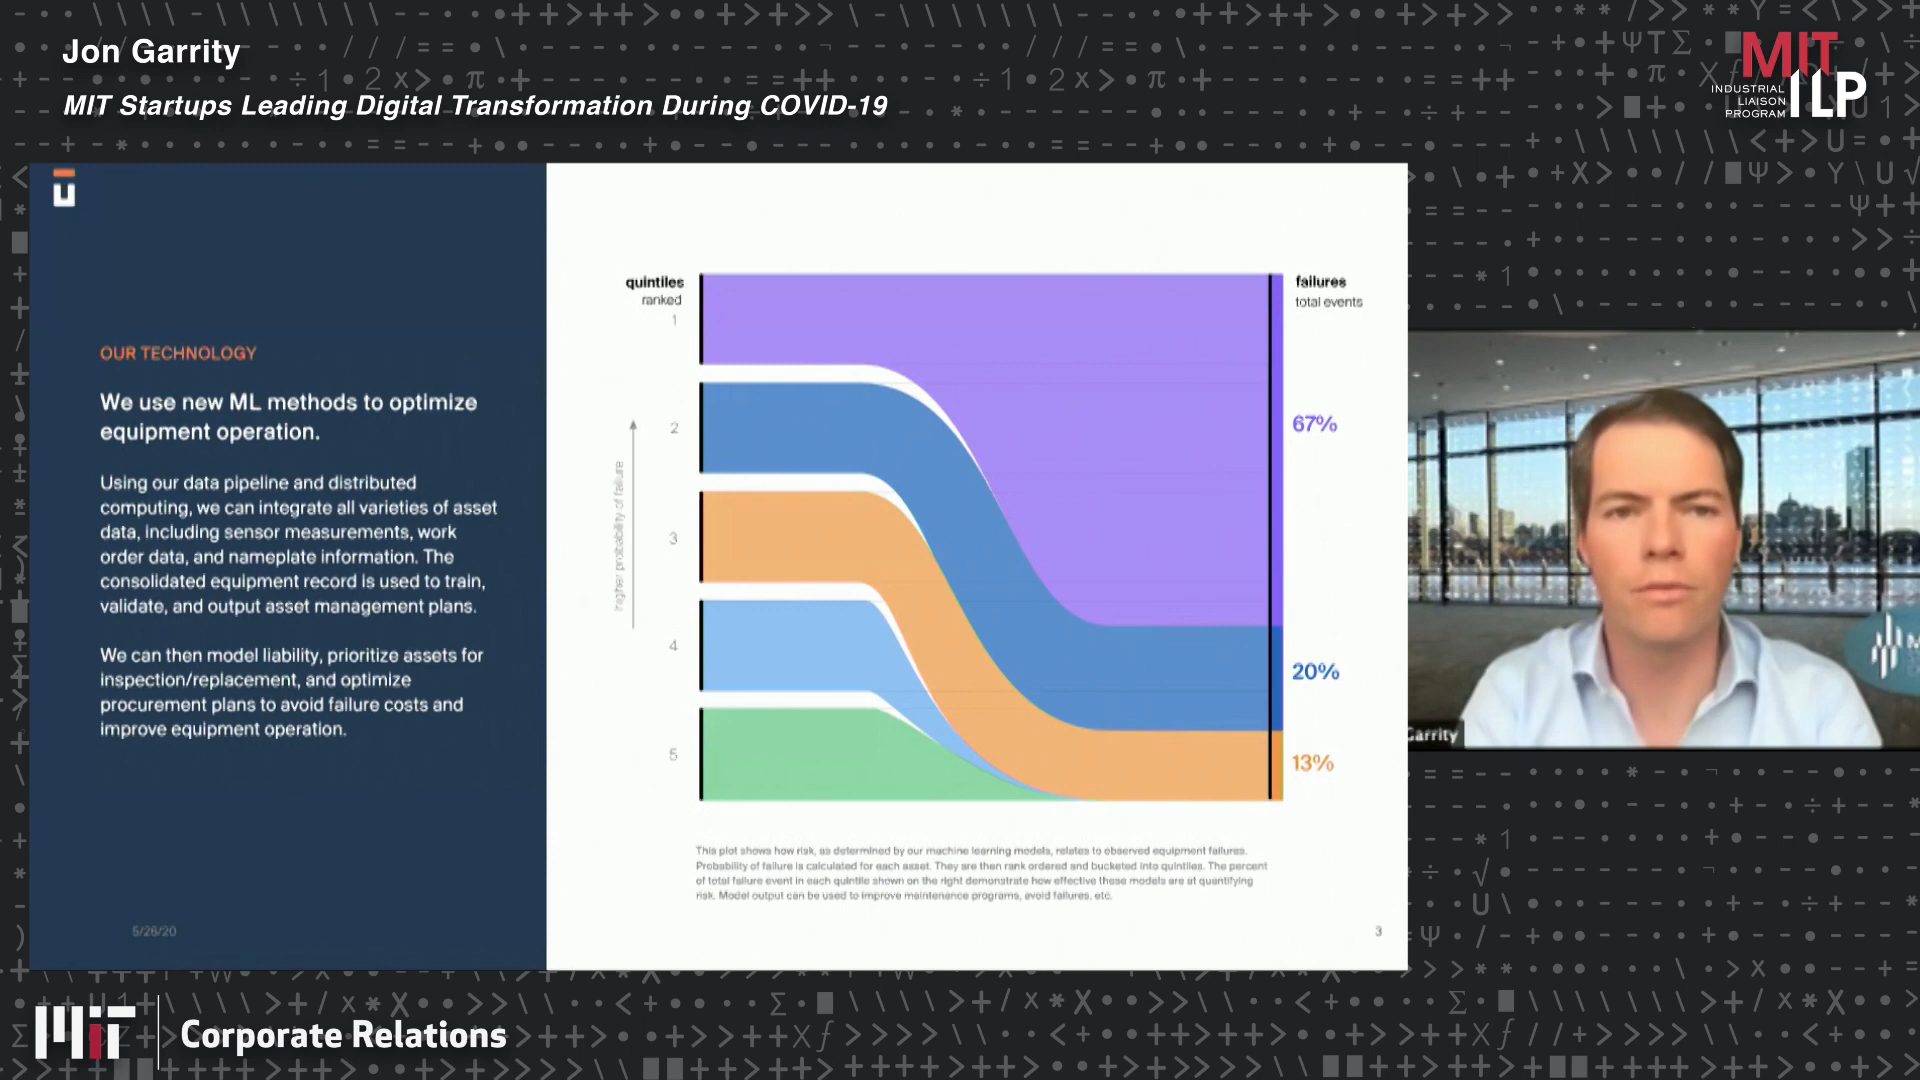 Jon Garrity
MIT Startups Leading Digital Transformation During COVID-19
MIT
INDUSTRIAL
LIAISON
PROGRAM
ILP
OUR TECHNOLOGY
We use new ML methods to optimize
equipment operation.
Using our data pipeline and distributed
computing, we can integrate all varieties of asset
data, including sensor measurements, work
order data, and nameplate information. The
consolidated equipment record is used to train,
validate, and output asset management plans.
We can then model liability, prioritize assets for
inspection/replacement, and optimize
procurement plans to avoid failure costs and
improve equipment operation.
5/26/20
quintiles
ranked
1
2
3
4
5
higher probability of failure
failures
total events
67%
20%
13%
This plot shows how risk, as determined by our machine learning models, relates to observed equipment failures.
Probability of failure is calculated for each asset. They are then rank ordered and bucketed into quintiles. The percent
of total failure event in each quintile shown on the right demonstrate how effective these models are at quantifying
risk. Model output can be used to improve maintenance programs, avoid failures, etc.
3
Garrity
MIT
Corporate Relations